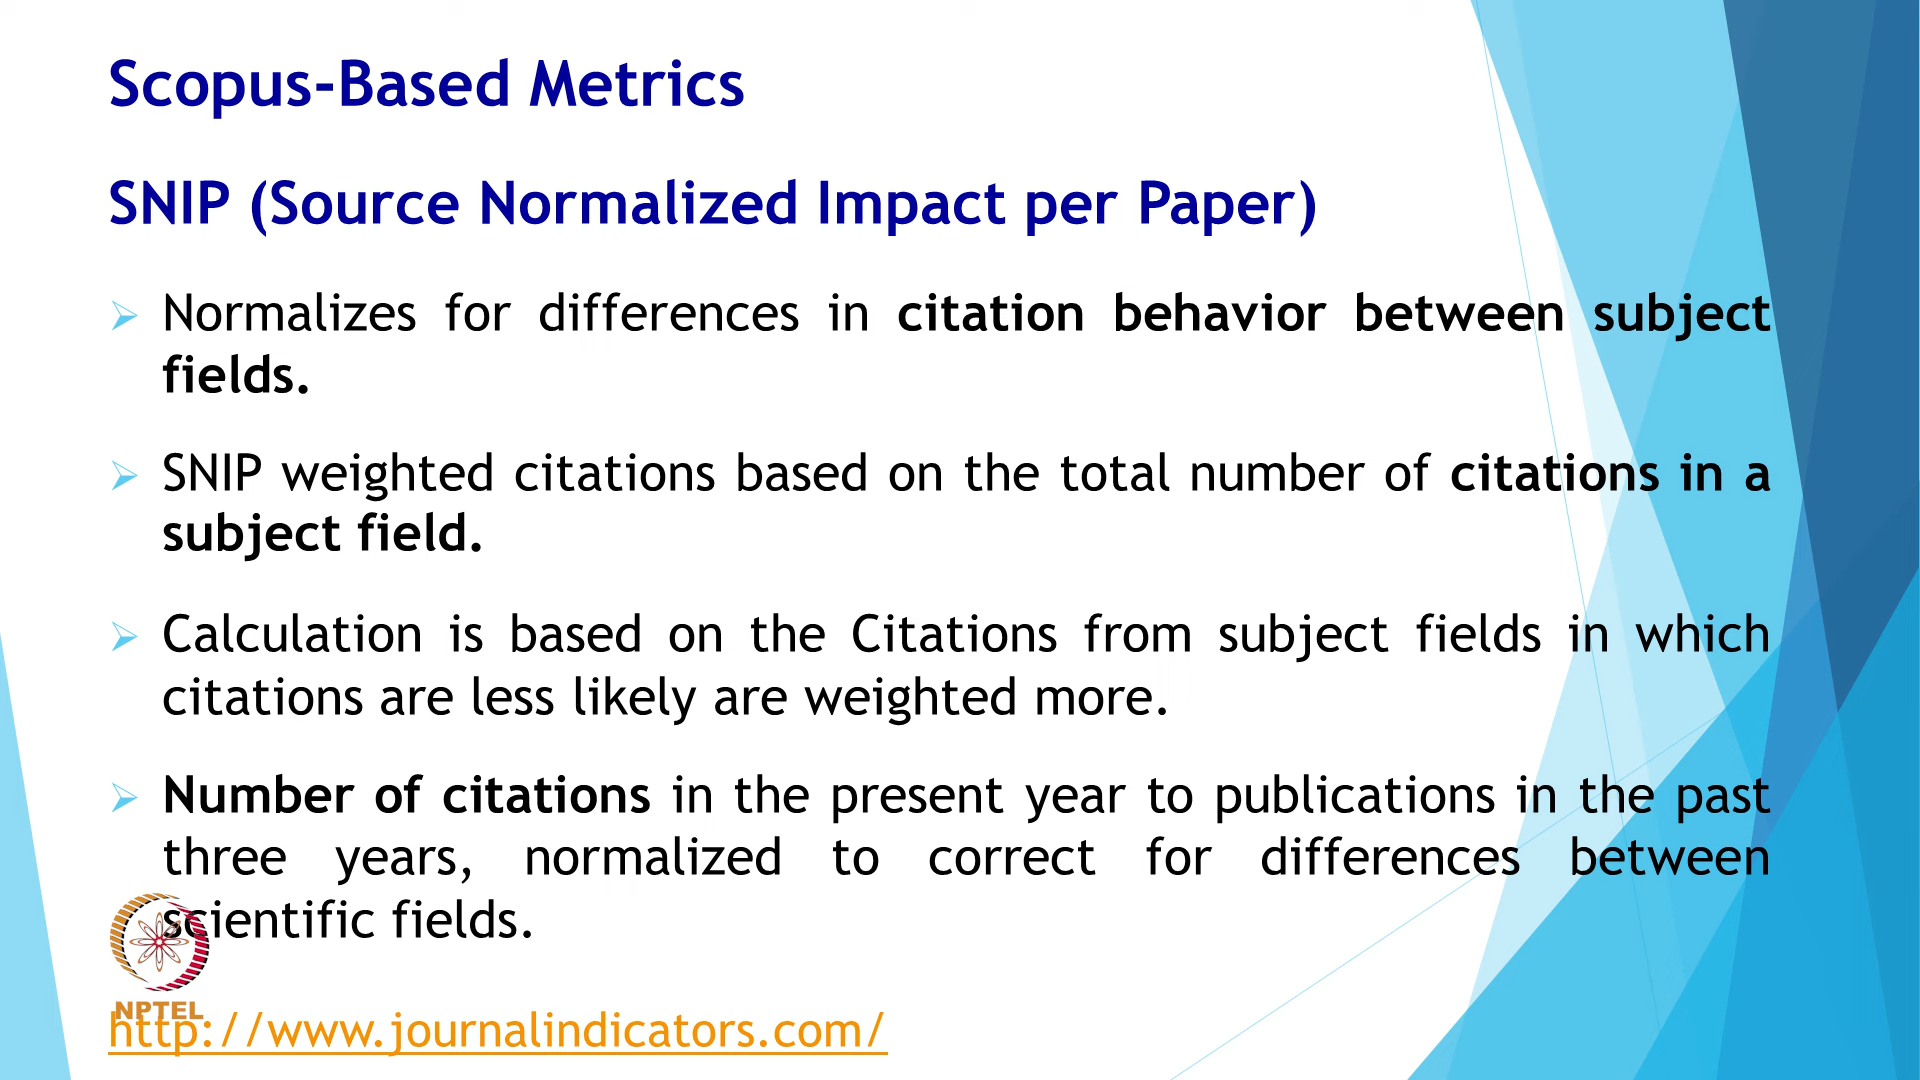 Scopus-Based Metrics
SNIP (Source Normalized Impact per Paper)
Normalizes for differences in citation behavior between subject
fields.
SNIP weighted citations based on the total number of citations in a
subject field.
Calculation is based on the Citations from subject fields in which
citations are less likely are weighted more.
Number of citations in the present year to publications in the past
three years, normalized to correct for differences between
scientific fields.
NPTEL
http://www.journalindicators.com/